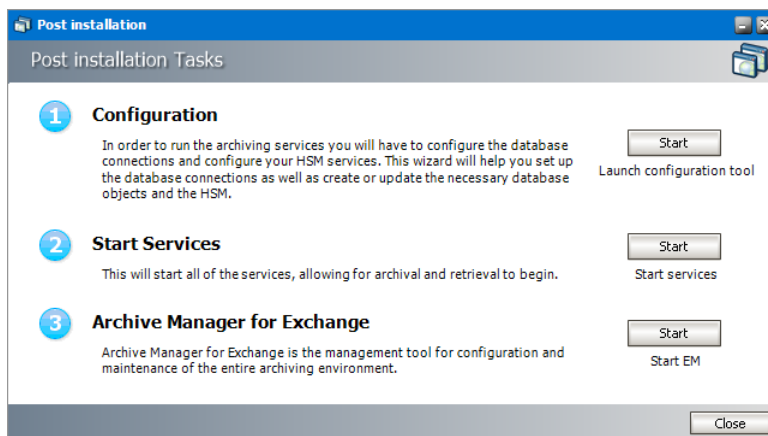 Post installation
Post installation Tasks
1
Configuration
In order to run the archiving services you will have to configure the database
connections and configure your HSM services. This wizard will help you set up
the database connections as well as create or update the necessary database
objects and the HSM.
Start
Launch configuration tool
2
Start Services
This will start all of the services, allowing for archival and retrieval to begin.
Start
Start services
3
Archive Manager for Exchange
Archive Manager for Exchange is the management tool for configuration and
maintenance of the entire archiving environment.
Start
Start EM
Close